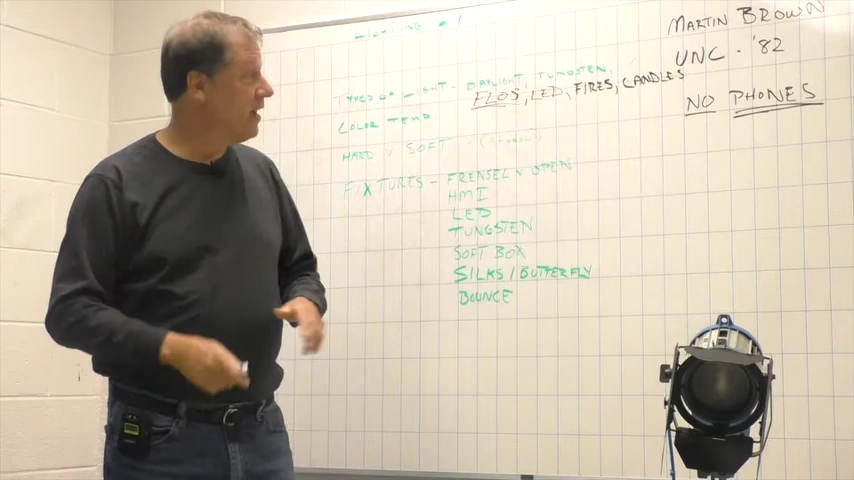 LIGHTING #1
MARTIN BROWN
UNC - '82
NO PHONES
TYPES OF LIGHT - DAYLIGHT, TUNGSTEN,
FLOS, LED, FIRES, CANDLES
COLOR TEMP
HARD V SOFT -
FIXTURES - FRENSEL v OPEN
HMI
LED
TUNGSTEN
SOFT BOX
SILKS / BUTTERFLY
BOUNCE